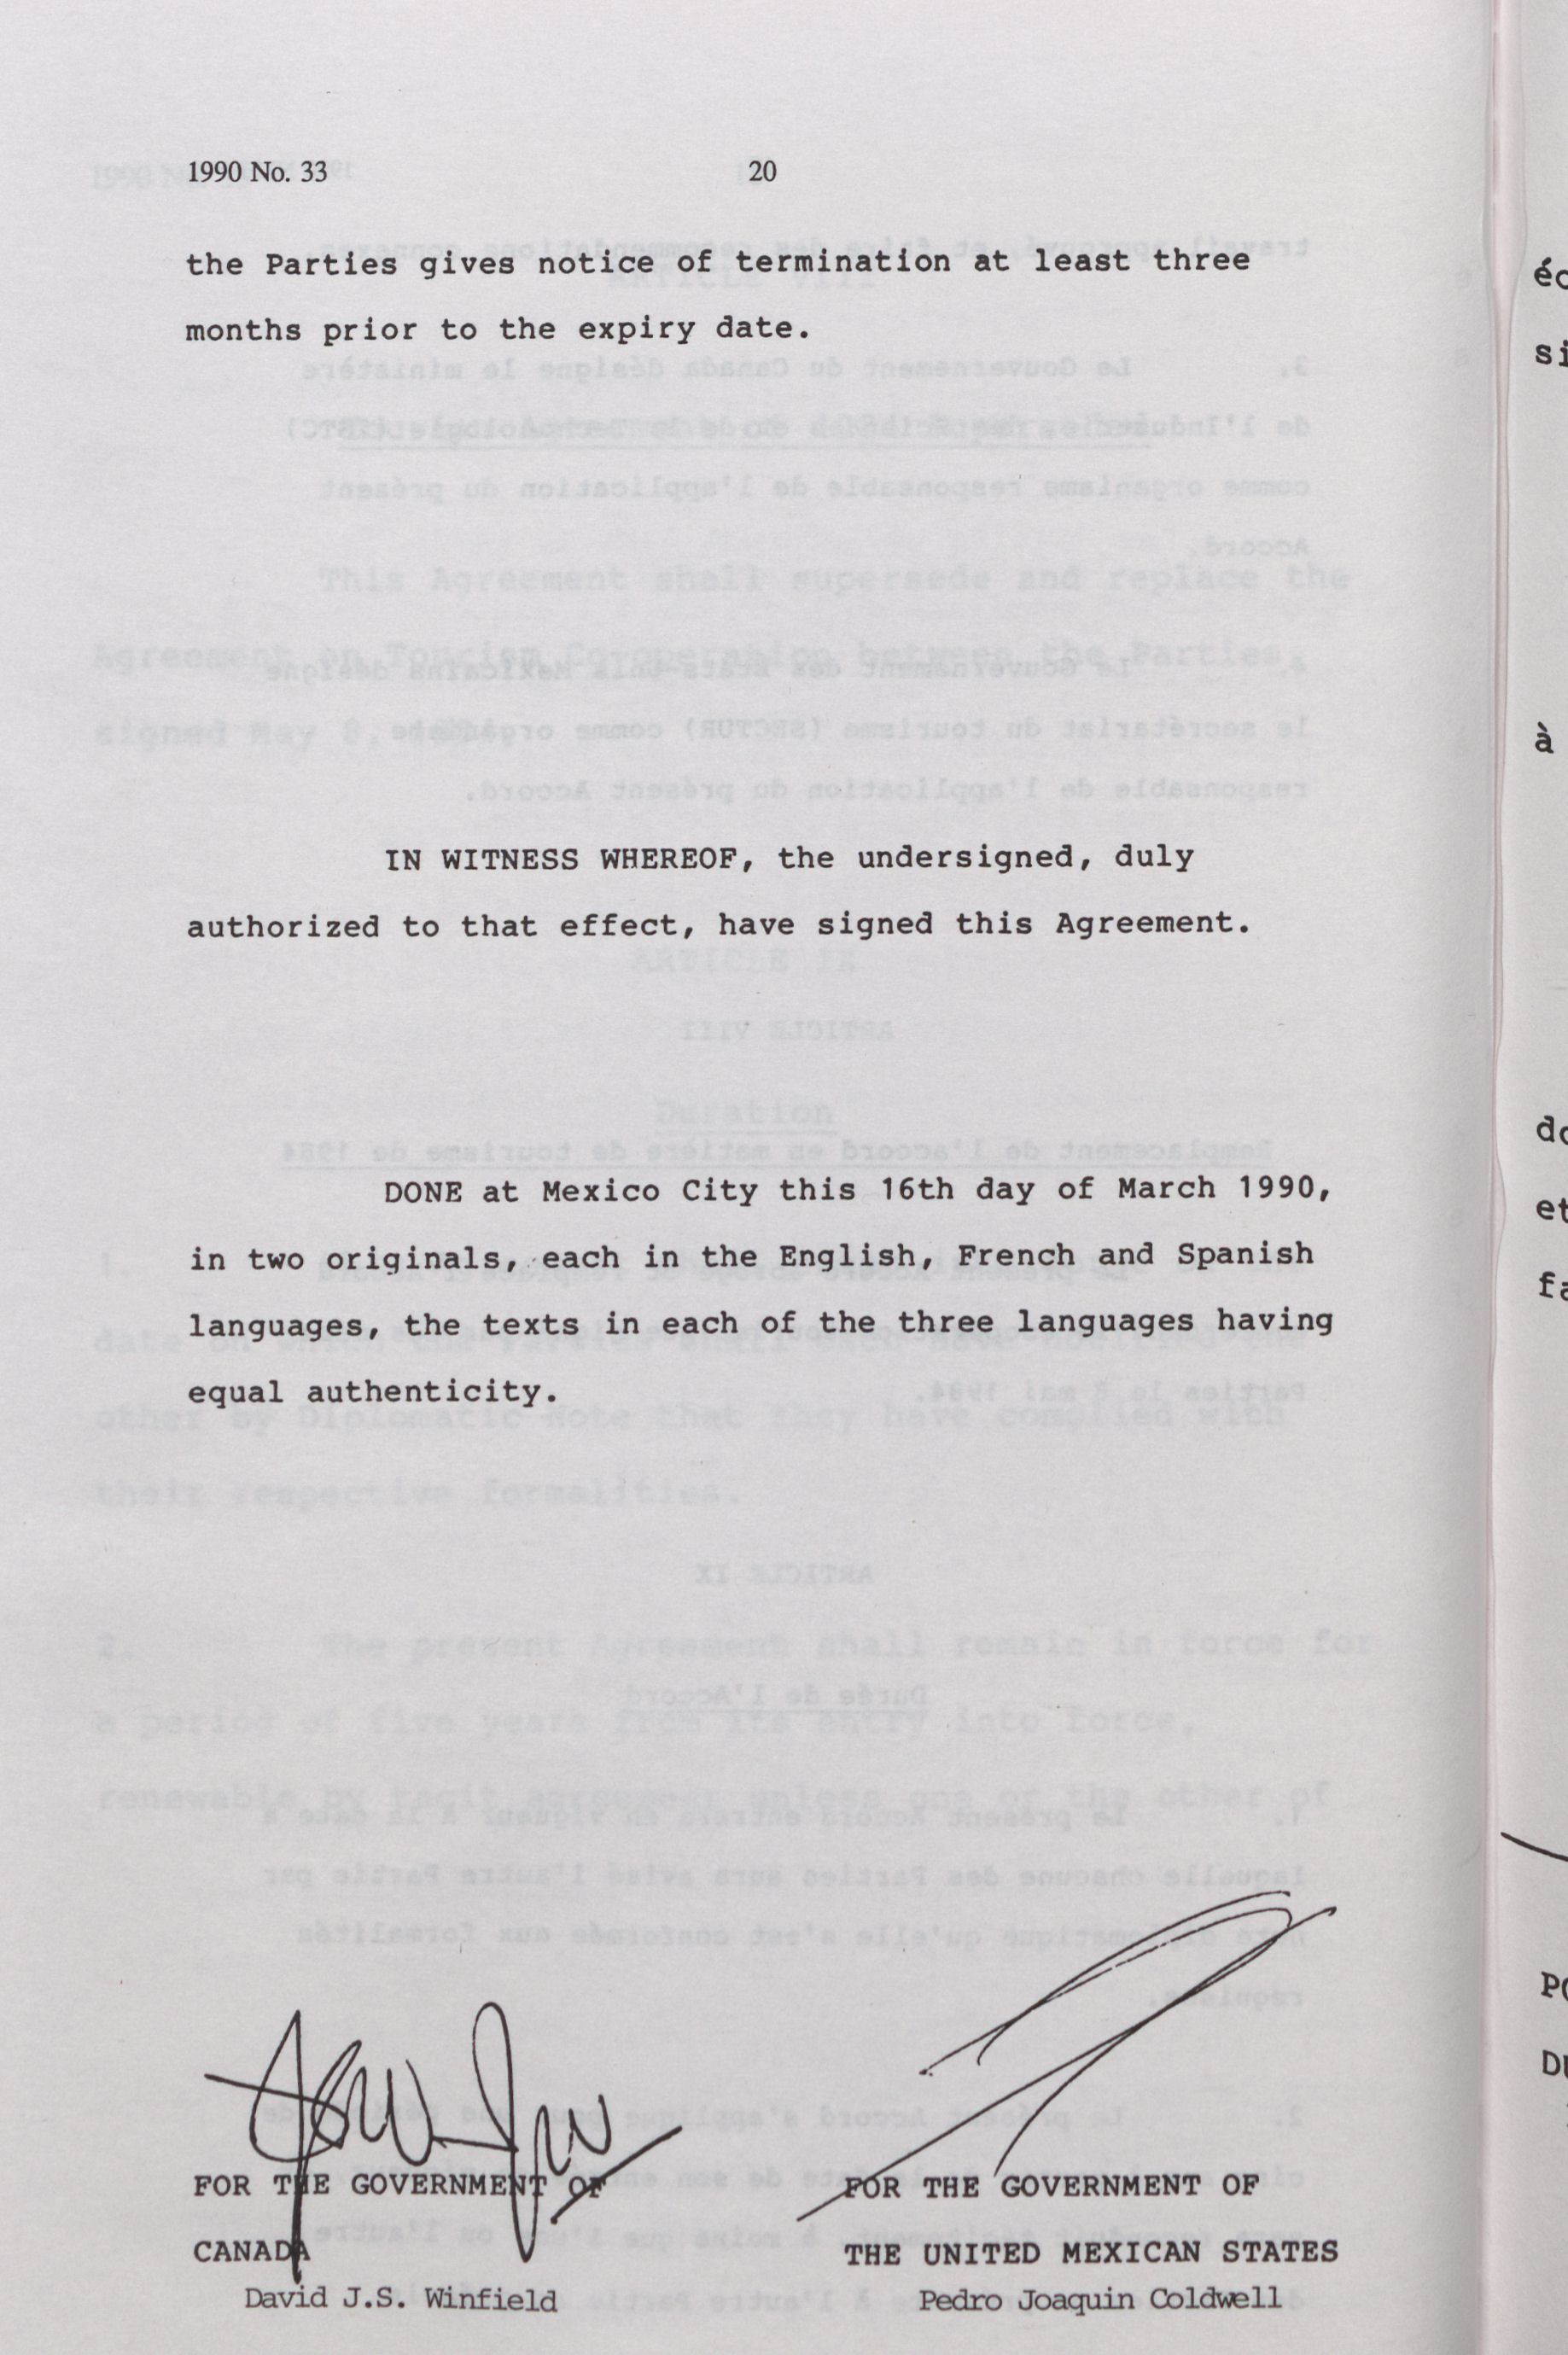 1990 No. 33 20
the Parties gives notice of termination at least three
months prior to the expiry date.
IN WITNESS WHEREOF, the undersigned, duly
authorized to that effect, have signed this Agreement.
DONE at Mexico City this 16th day of March 1990,
in two originals, each in the English, French and Spanish
languages, the texts in each of the three languages having
equal authenticity.
FOR THE GOVERNMENT OF
CANADA
David J.S. Winfield
FOR THE GOVERNMENT OF
THE UNITED MEXICAN STATES
Pedro Joaquin Coldwell
à